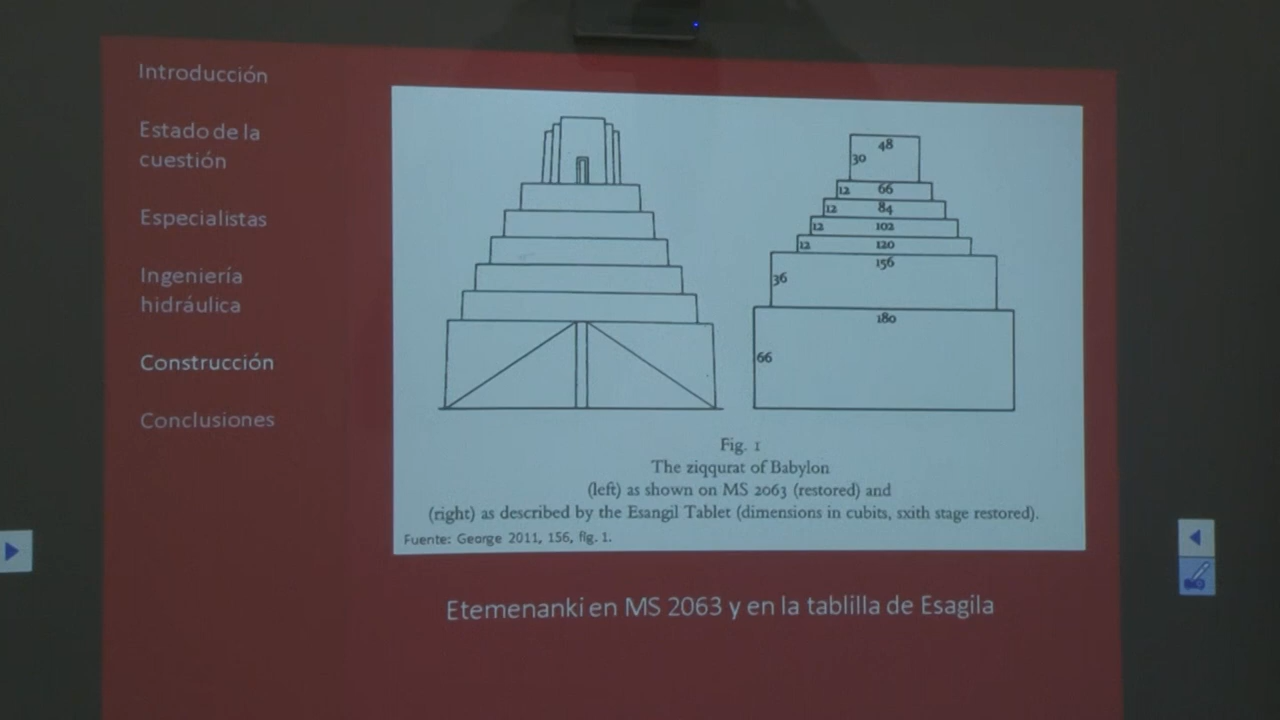 Introducción
Estado de la
cuestión
Especialistas
Ingeniería
hidráulica
Construcción
Conclusiones
48
30
12 66
12 84
12 102
12 120
156
36
180
66
Fig. 1
The ziqqurat of Babylon
(left) as shown on MS 2063 (restored) and
(right) as described by the Esangil Tablet (dimensions in cubits, sxith stage restored).
Fuente: George 2011, 156, fig. 1.
Etemenanki en MS 2063 y en la tablilla de Esagila